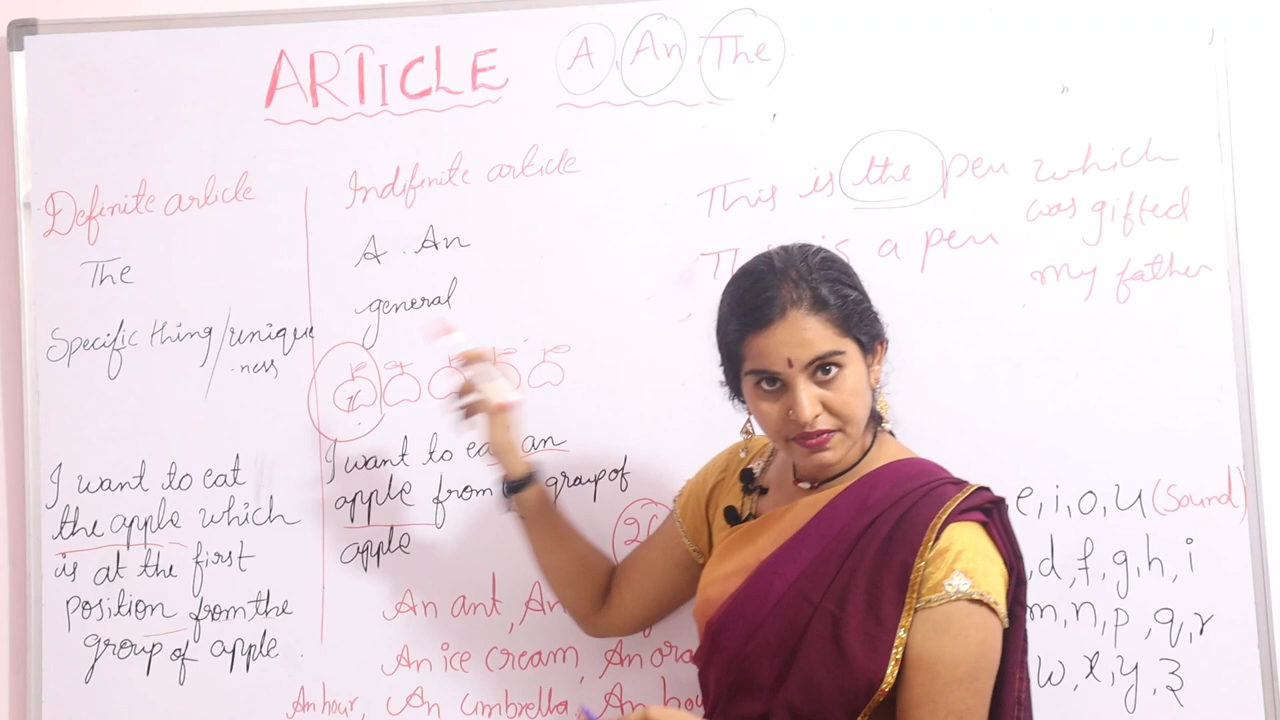 ARTICLE A, An, The
Definite article
The
Specific thing/unique
-ness
I want to eat
the apple which
is at the first
position from the
group of apple.
Indifenite article
A. An
general
I want to eat an
apple from group of
apple
An ant, An
An ice cream, An
An hour, An umbrella, An
This is the pen which
was gifted
my father
is a pen
e, i, o, u (Sound)
d, f, g, h, i
m, n, p, q, r
w, x, y, z